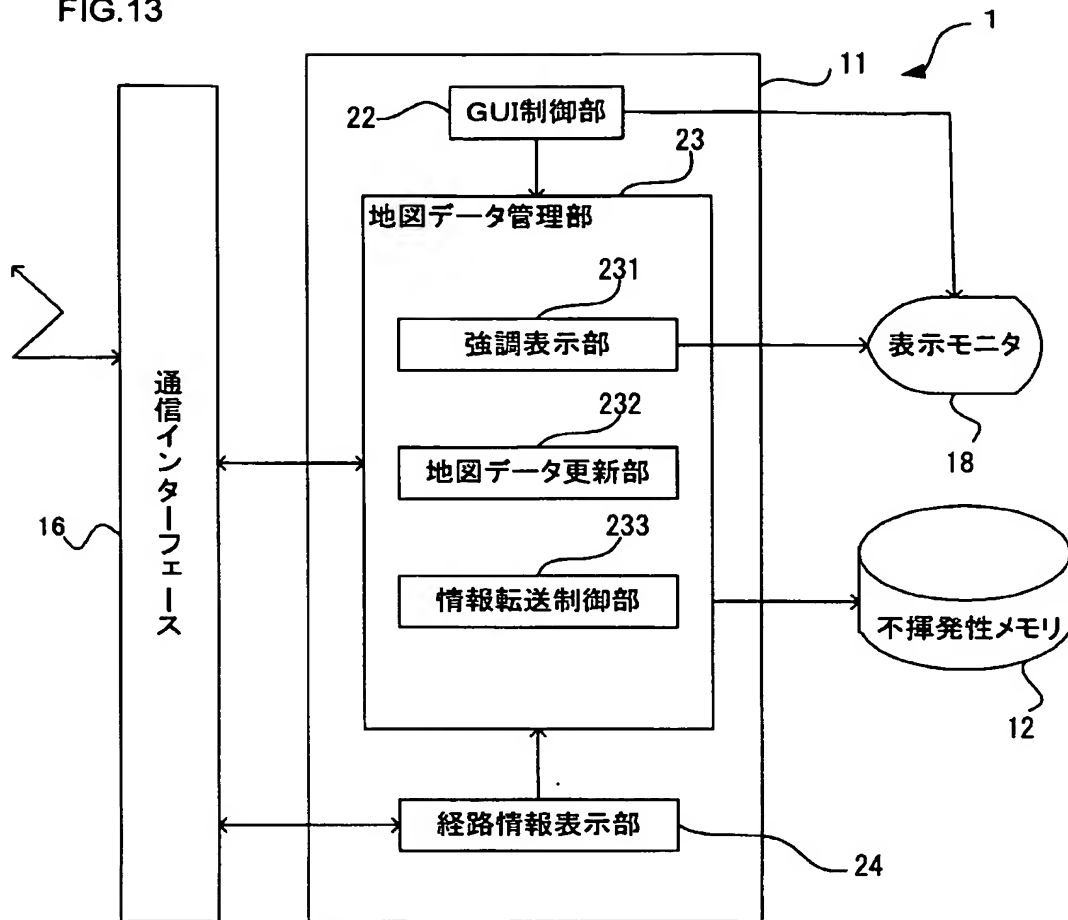 FIG.13
1
11
22
GUI制御部
23
地図データ管理部
231
強調表示部
表示モニタ
18
232
地図データ更新部
通信インターフェース
16
233
情報転送制御部
不揮発性メモリ
12
経路情報表示部
24